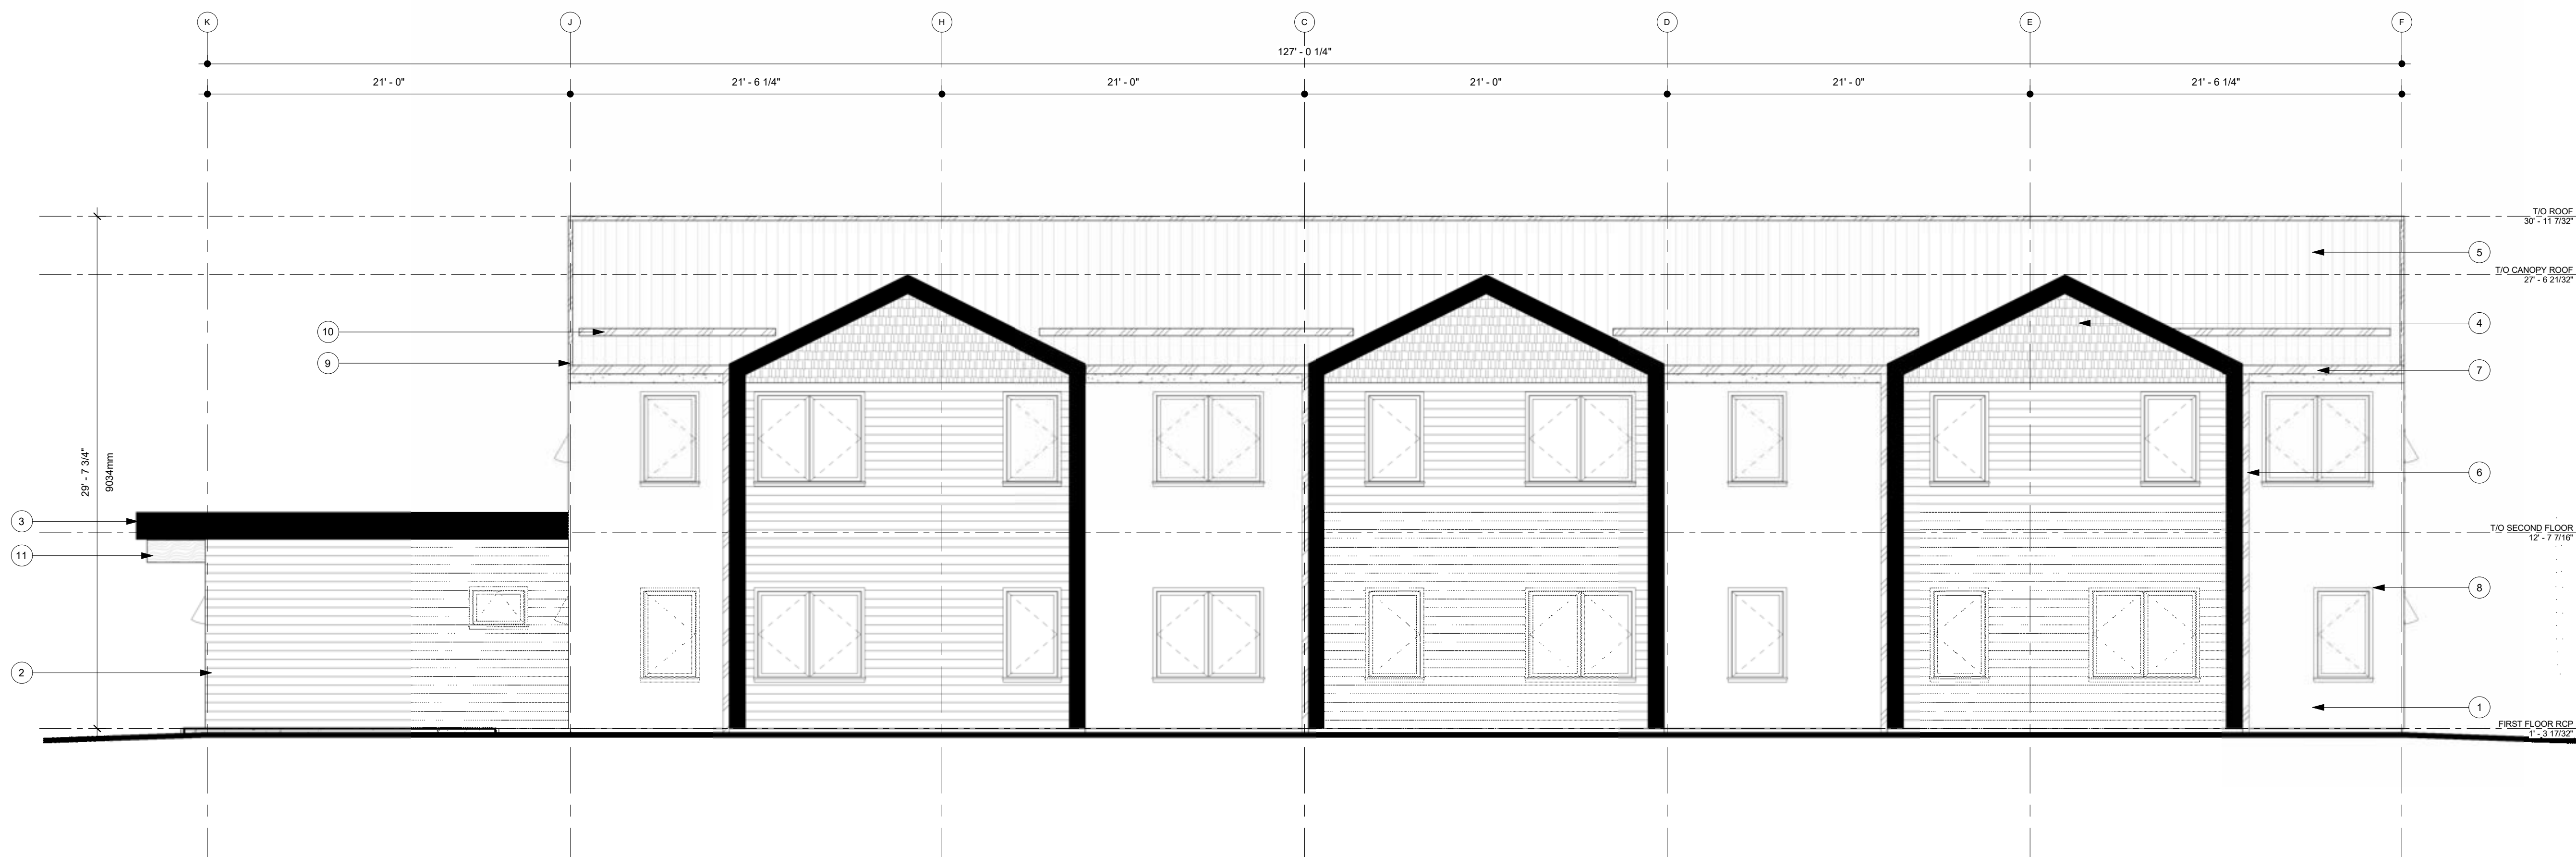 K J H C D E F
127' - 0 1/4"
21' - 0" 21' - 6 1/4" 21' - 0" 21' - 0" 21' - 0" 21' - 6 1/4"
T/O ROOF
30' - 11 7/32"
5
T/O CANOPY ROOF
27' - 6 21/32"
10
4
9
7
29' - 7 3/4"
9034mm
6
3
T/O SECOND FLOOR
12' - 7 7/16"
11
8
2
1
FIRST FLOOR RCP
1' - 3 17/32"